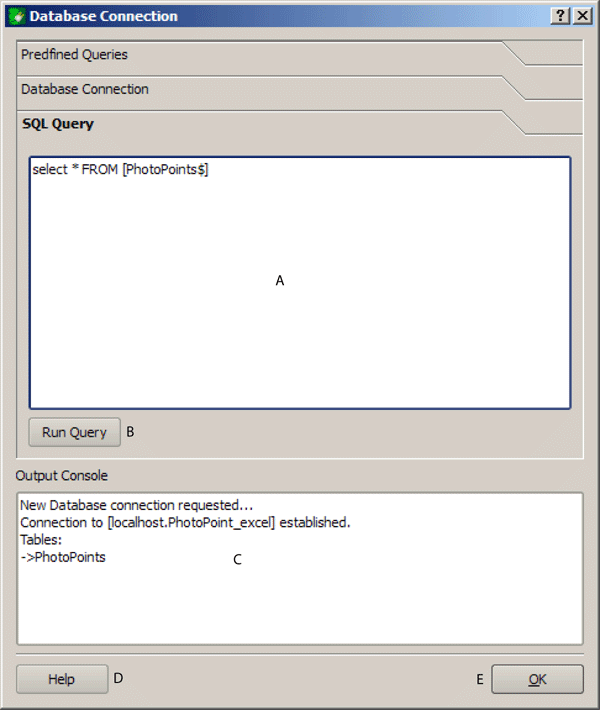 Database Connection
Predfined Queries
Database Connection
SQL Query
select * FROM [PhotoPoints$]
A
Run Query B
Output Console
New Database connection requested...
Connection to [localhost.PhotoPoint_excel] established.
Tables:
->PhotoPoints
C
Help D E OK